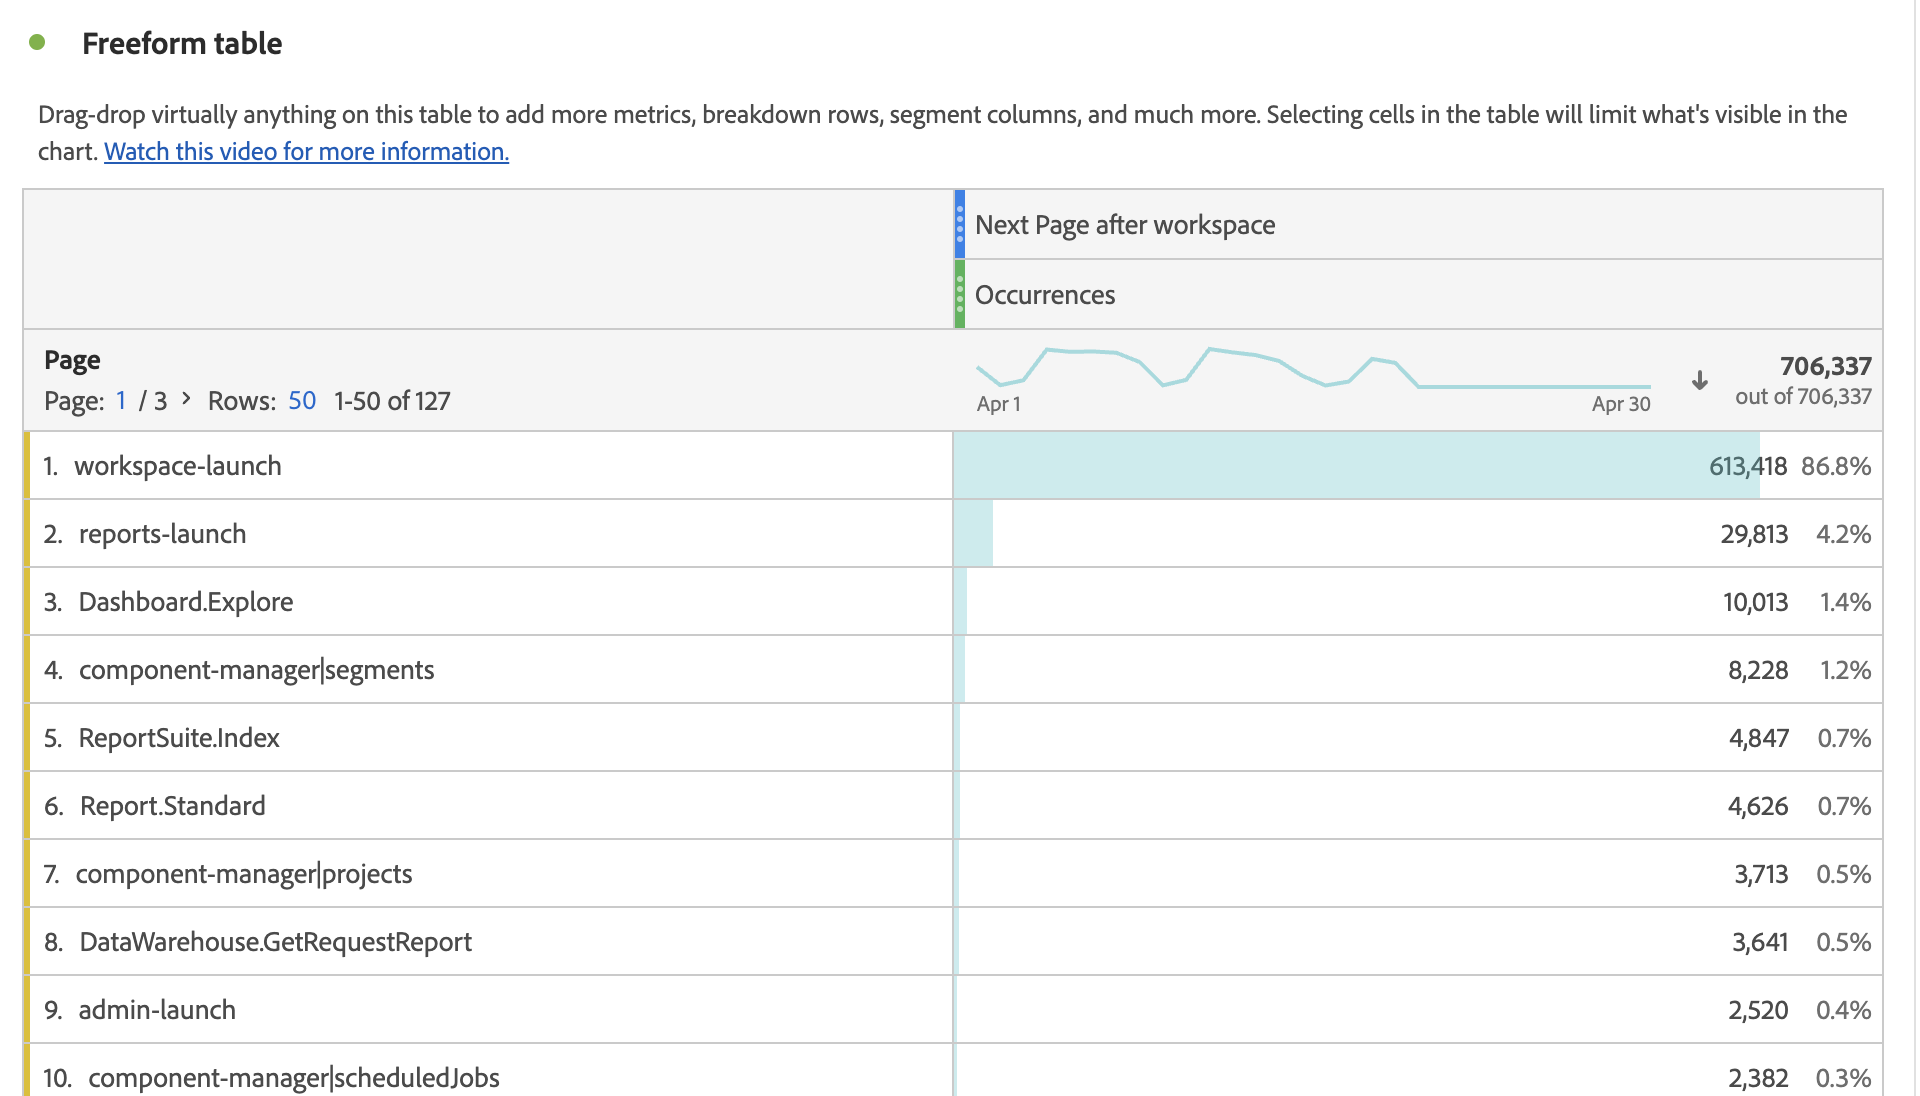 Freeform table
Drag-drop virtually anything on this table to add more metrics, breakdown rows, segment columns, and much more. Selecting cells in the table will limit what's visible in the
chart. Watch this video for more information.
Next Page after workspace
Occurrences
Page
Page: 1 / 3 > Rows: 50 1-50 of 127
Apr 1
Apr 30
706,337
out of 706,337
1. workspace-launch 613,418 86.8%
2. reports-launch 29,813 4.2%
3. Dashboard.Explore 10,013 1.4%
4. component-manager|segments 8,228 1.2%
5. ReportSuite.Index 4,847 0.7%
6. Report.Standard 4,626 0.7%
7. component-manager|projects 3,713 0.5%
8. DataWarehouse.GetRequestReport 3,641 0.5%
9. admin-launch 2,520 0.4%
10. component-manager|scheduledJobs 2,382 0.3%